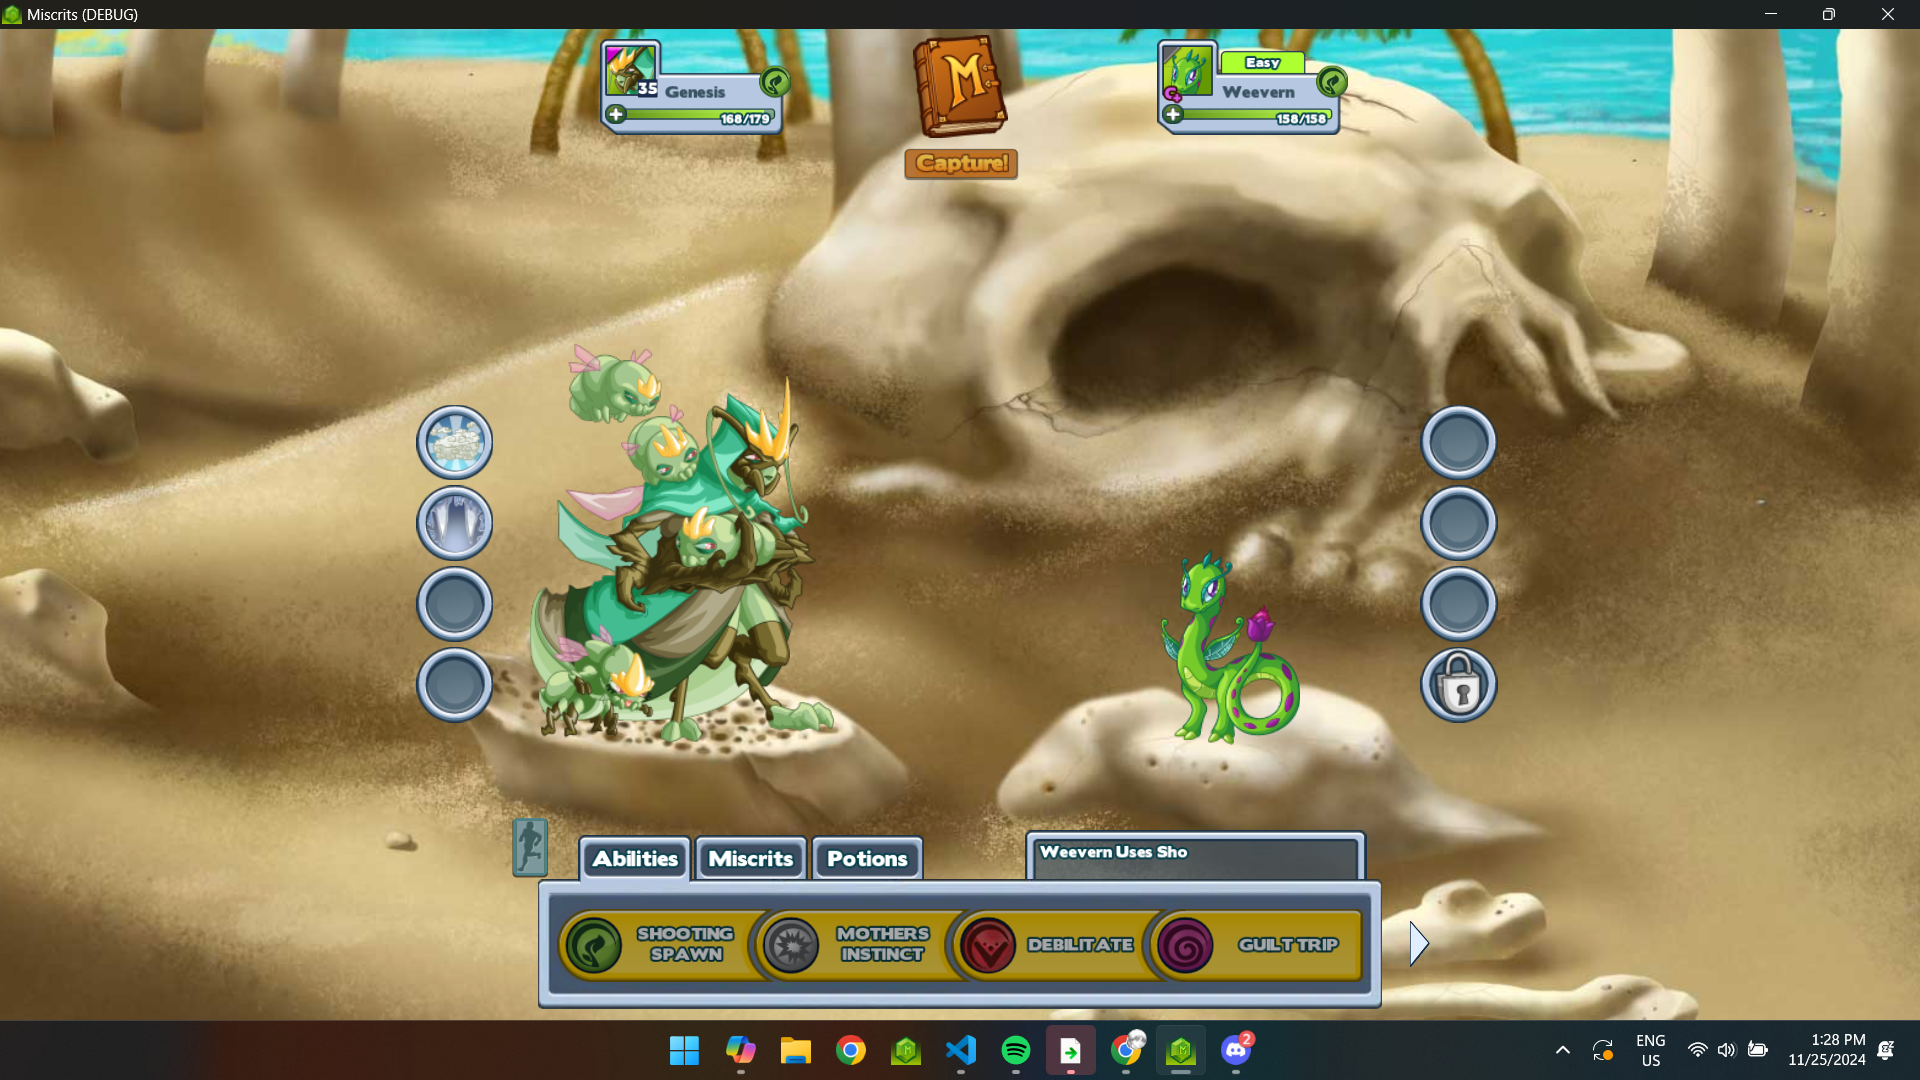 Miscrits (DEBUG)
35
Genesis
168/179
M
Capture!
Easy
C+
Weevern
158/158
Abilities
Miscrits
Potions
Weevern Uses Sho
SHOOTING
SPAWN
MOTHERS
INSTINCT
DEBILITATE
GUILT TRIP
2
ENG
US
1:28 PM
11/25/2024